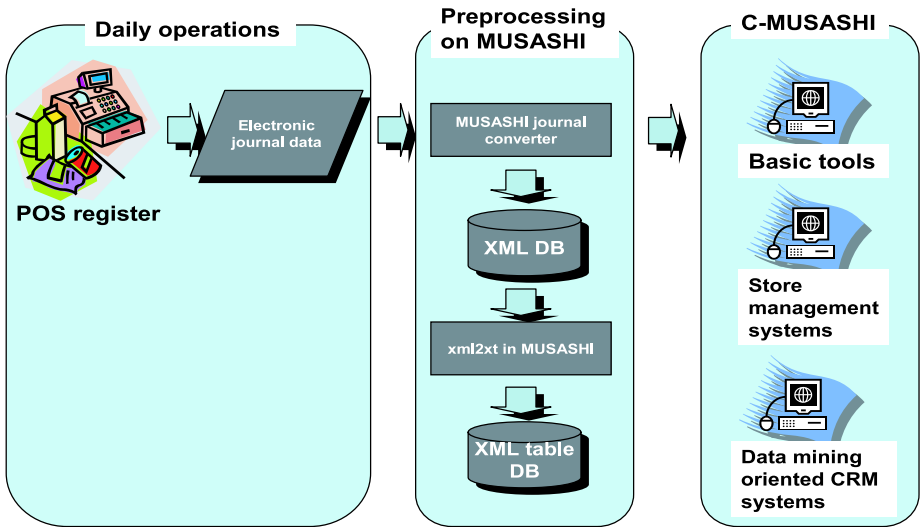 Daily operations
POS register
Electronic
journal data
Preprocessing
on MUSASHI
MUSASHI journal
converter
XML DB
xml2xt in MUSASHI
XML table
DB
C-MUSASHI
Basic tools
Store
management
systems
Data mining
oriented CRM
systems